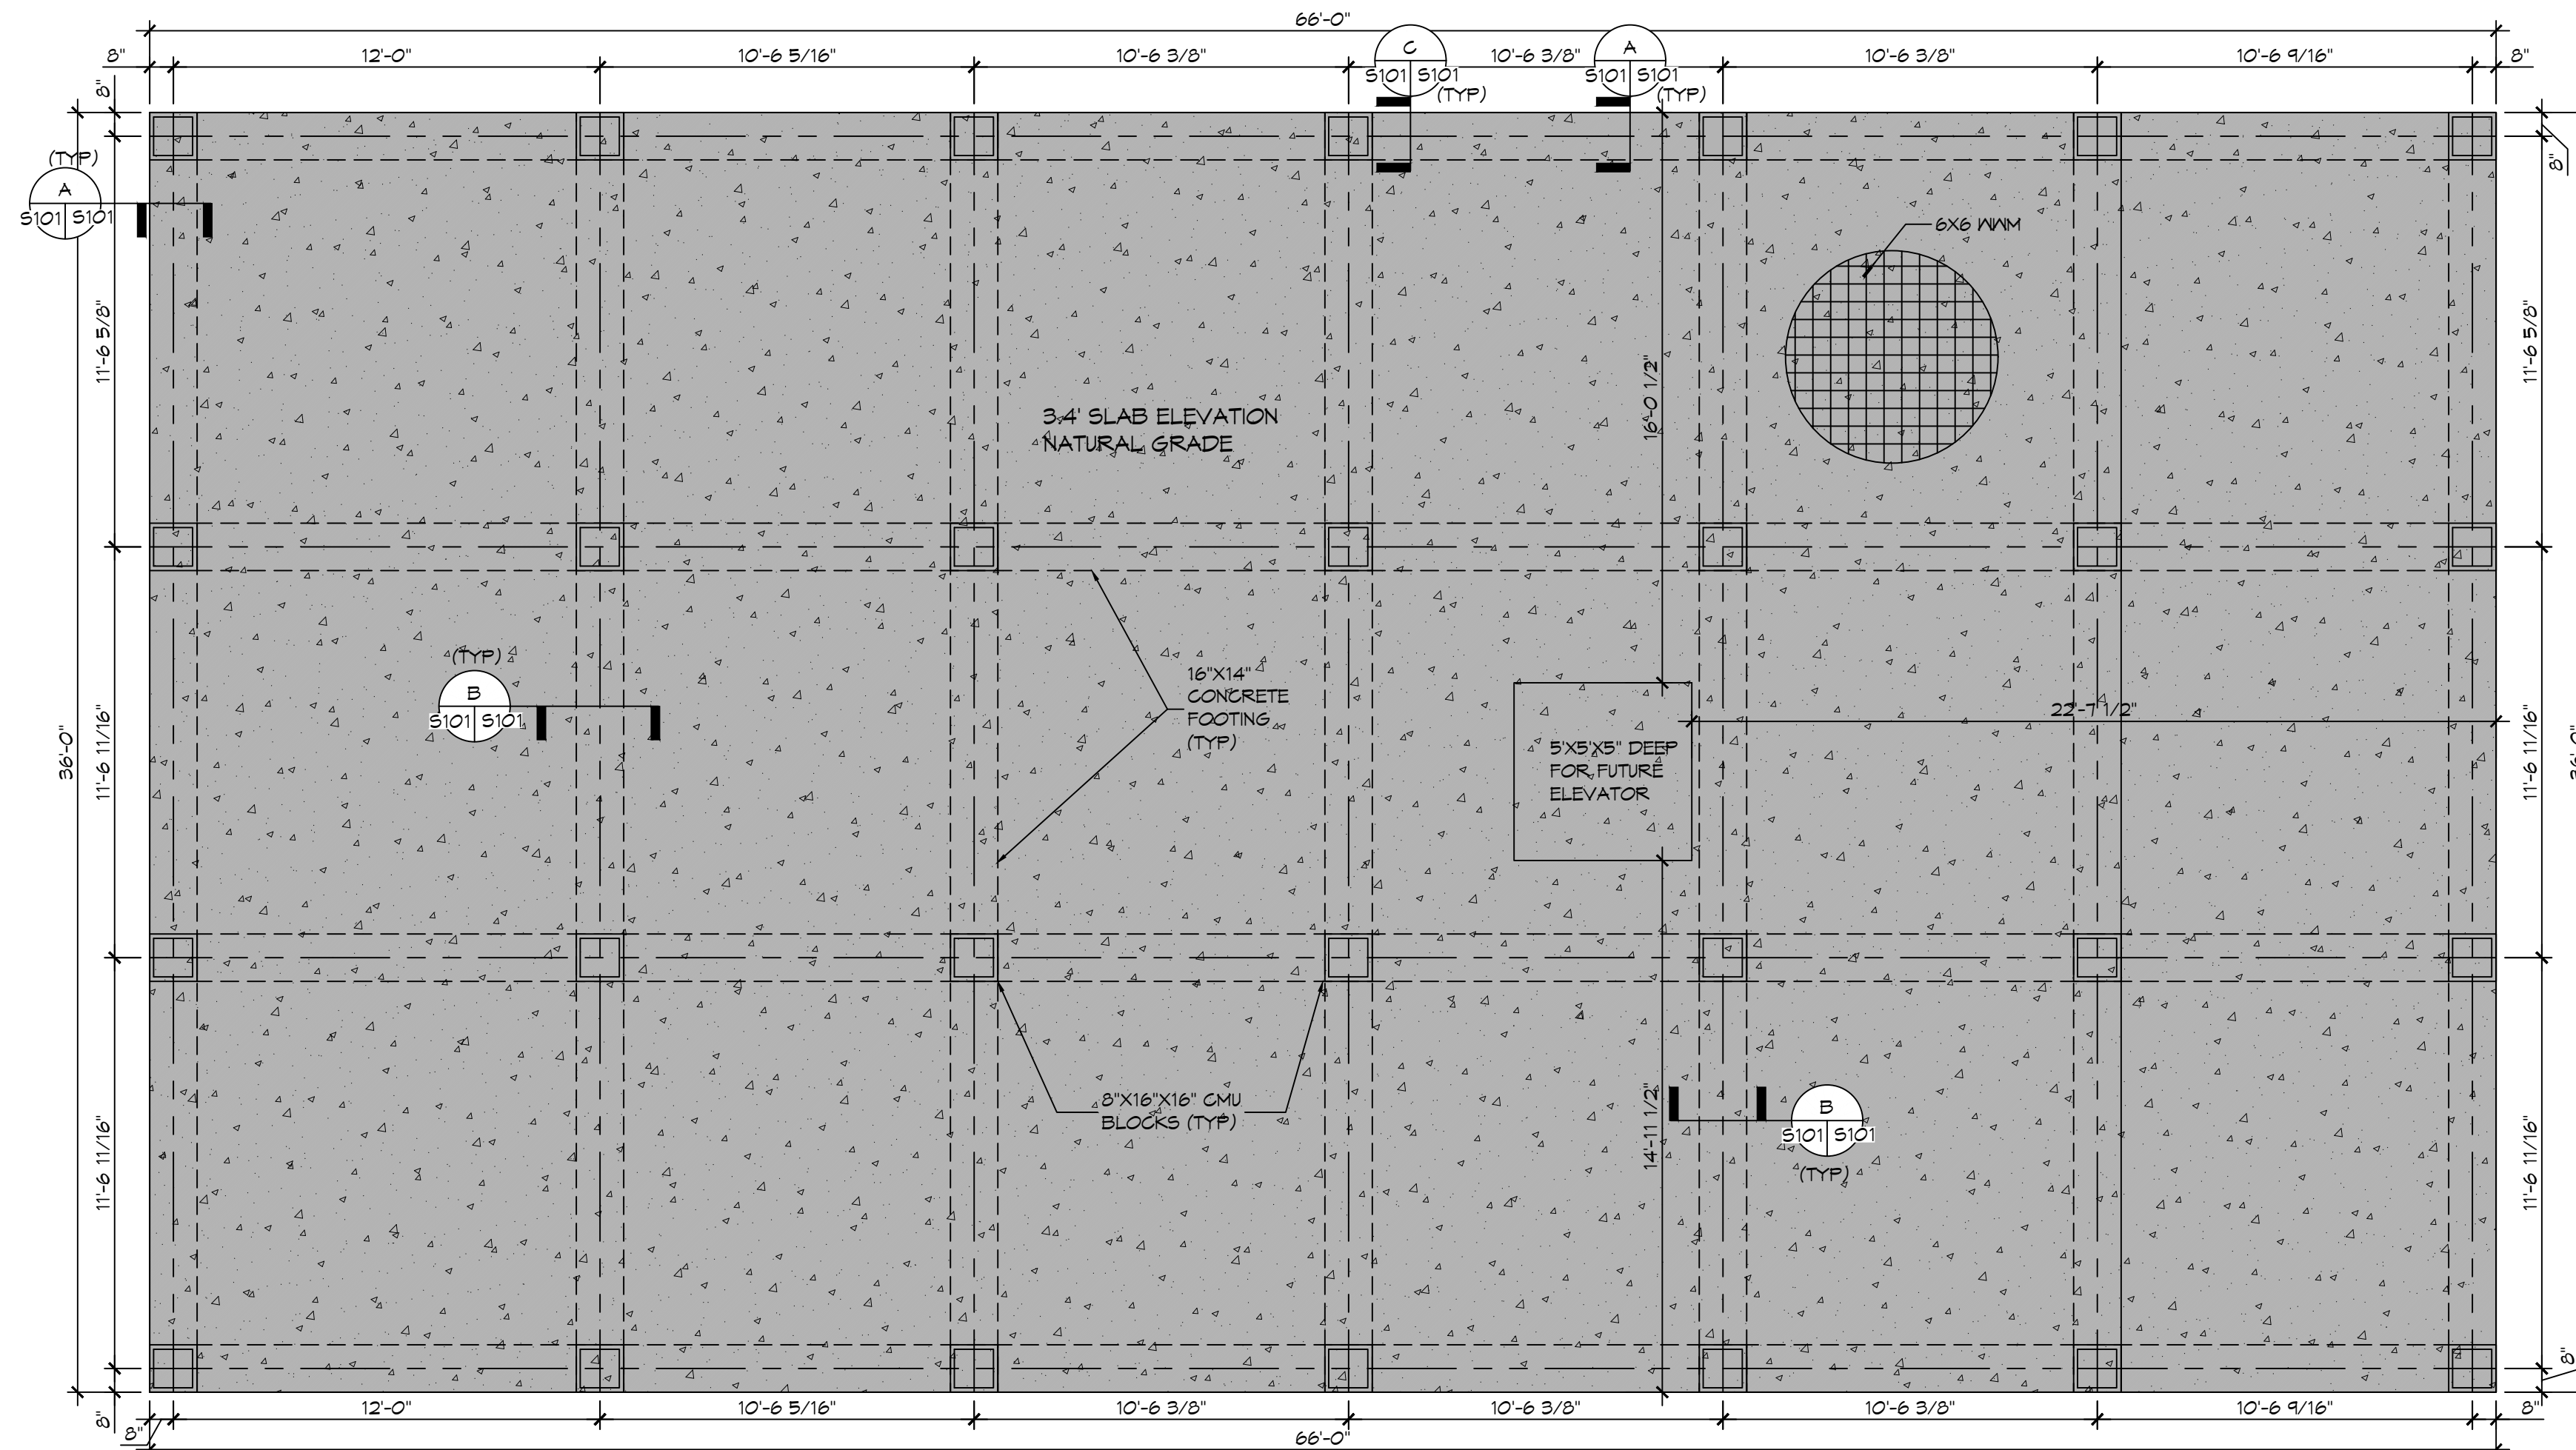 66'-0"
8"
12'-0"
10'-6 5/16"
10'-6 3/8"
C
S101 S101
(TYP)
10'-6 3/8"
A
S101 S101
(TYP)
10'-6 3/8"
10'-6 9/16"
8"
8"
8"
(TYP)
A
S101 S101
6X6 WWM
11'-6 5/8"
11'-6 5/8"
16'-0 1/2"
3.4' SLAB ELEVATION
NATURAL GRADE
(TYP)
B
S101 S101
16"X14"
CONCRETE
FOOTING
(TYP)
22'-7 1/2"
5'X5'X5" DEEP
FOR FUTURE
ELEVATOR
36'-0"
11'-6 11/16"
11'-6 11/16"
8"X16"X16" CMU
BLOCKS (TYP)
14'-11 1/2"
B
S101 S101
(TYP)
11'-6 11/16"
11'-6 11/16"
8"
8"
8"
12'-0"
10'-6 5/16"
10'-6 3/8"
10'-6 3/8"
10'-6 3/8"
10'-6 9/16"
8"
66'-0"